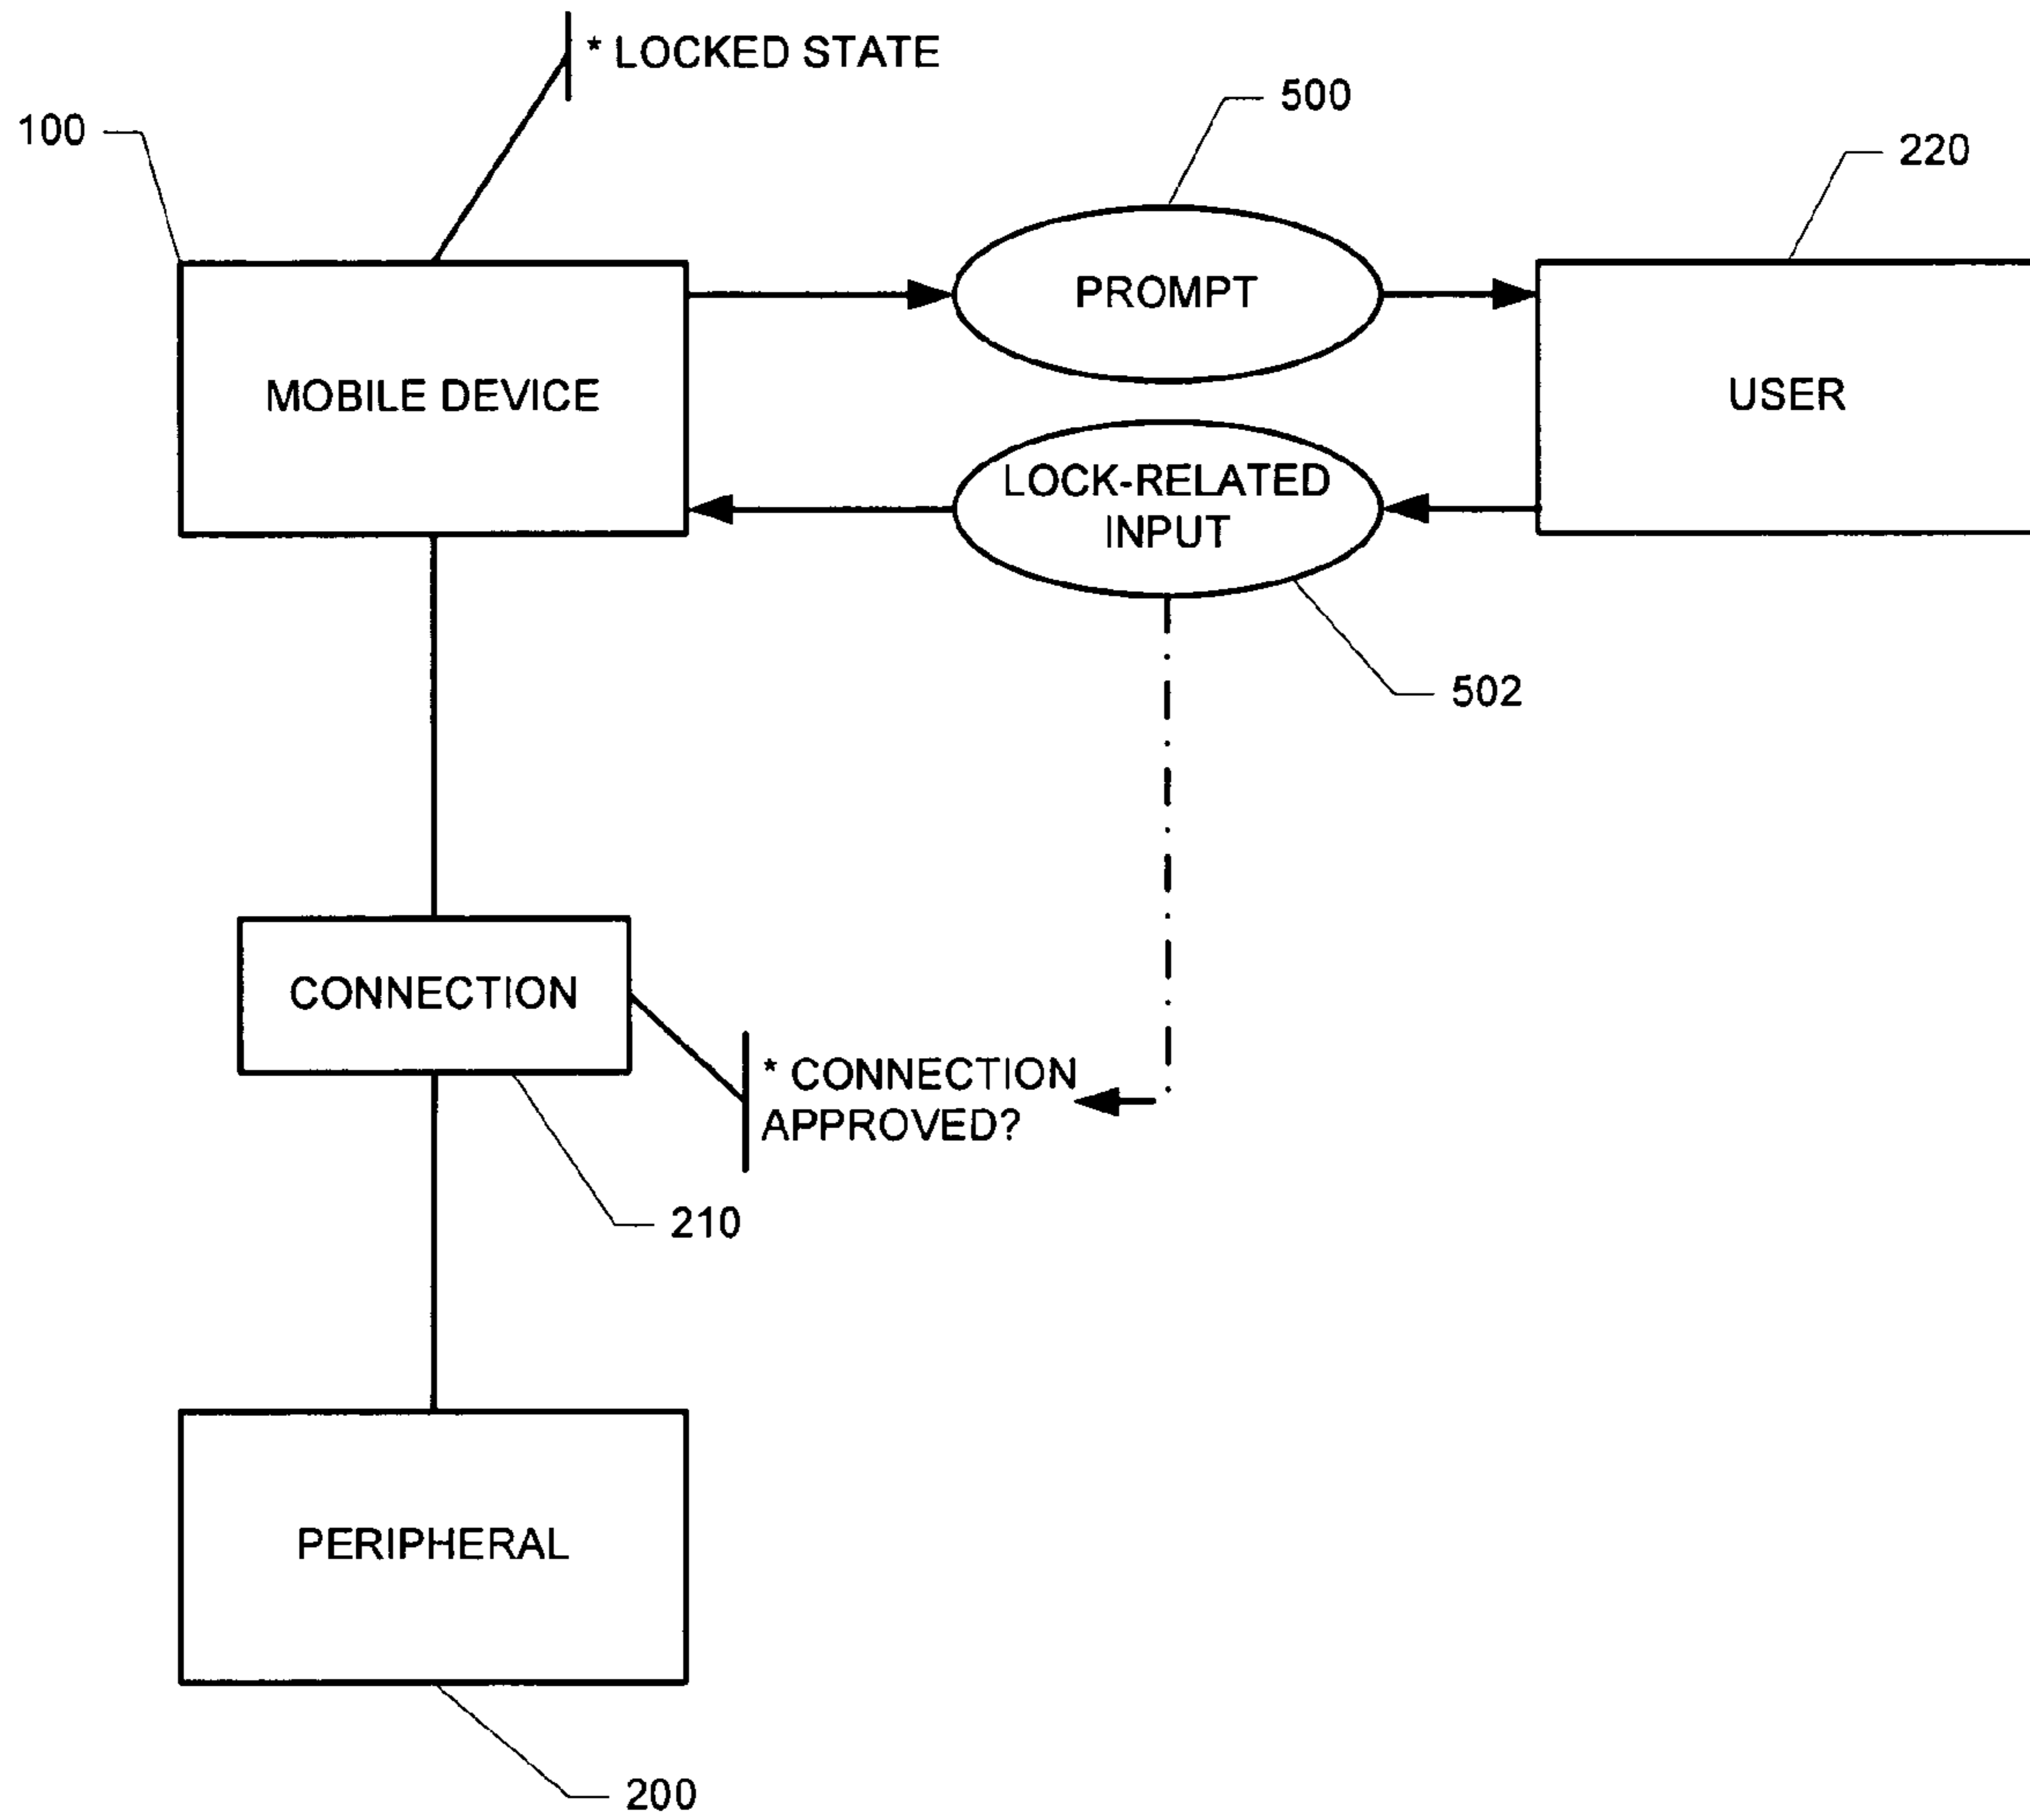 * LOCKED STATE
500
100
220
PROMPT
MOBILE DEVICE
USER
LOCK-RELATED
INPUT
502
CONNECTION
* CONNECTION
APPROVED?
210
PERIPHERAL
200